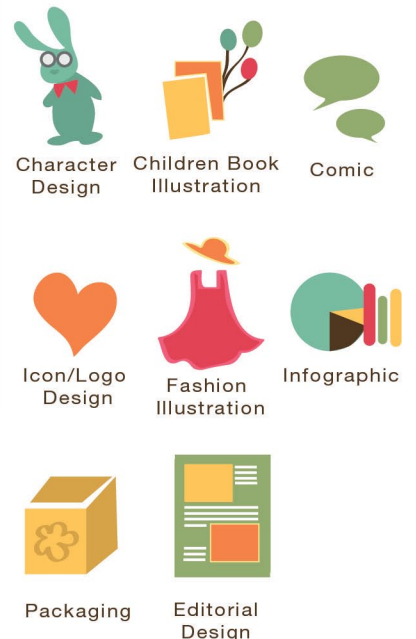 Character
Design
Children Book
Illustration
Comic
Icon/Logo
Design
Fashion
Illustration
Infographic
Packaging
Editorial
Design